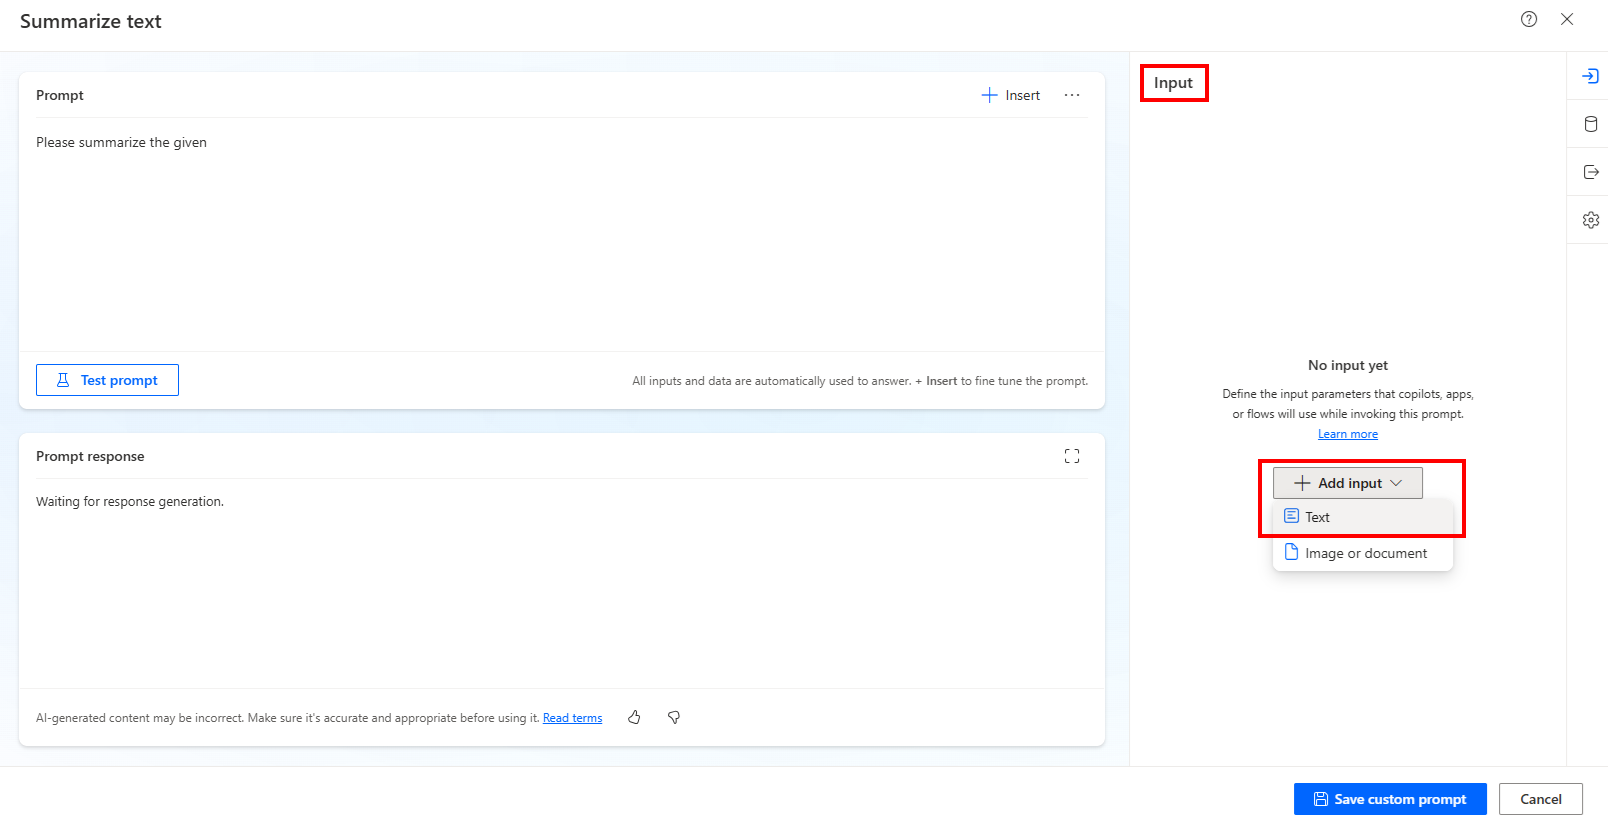 Summarize text
Prompt
Insert
Please summarize the given
Test prompt
All inputs and data are automatically used to answer. + Insert to fine tune the prompt.
Prompt response
Waiting for response generation.
AI-generated content may be incorrect. Make sure it's accurate and appropriate before using it. Read terms
Input
No input yet
Define the input parameters that copilots, apps,
or flows will use while invoking this prompt.
Learn more
Add input
Text
Image or document
Save custom prompt
Cancel